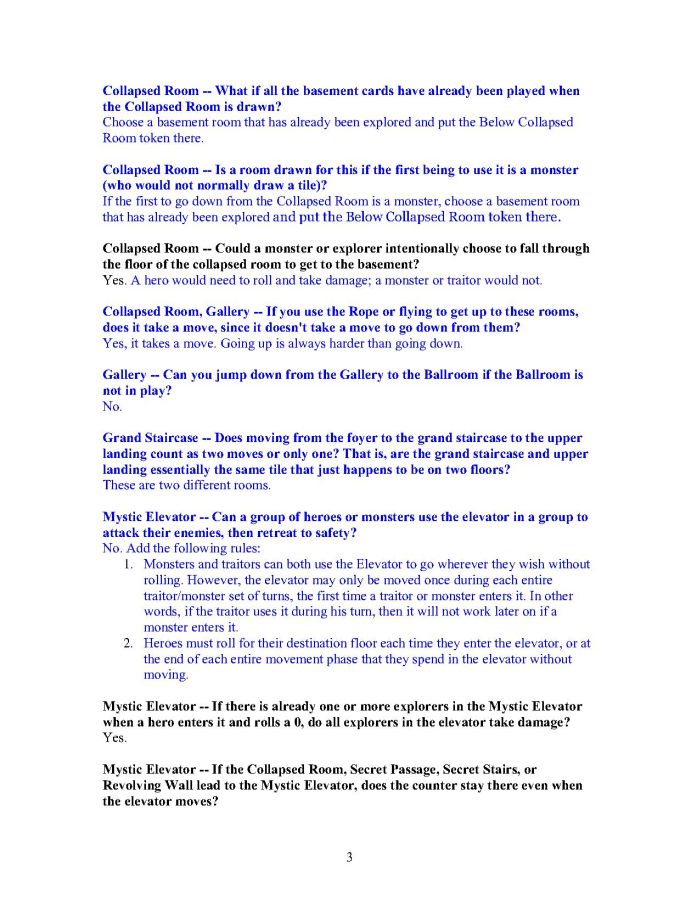 Collapsed Room -- What if all the basement cards have already been played when
the Collapsed Room is drawn?
Choose a basement room that has already been explored and put the Below Collapsed
Room token there.
Collapsed Room -- Is a room drawn for this if the first being to use it is a monster
(who would not normally draw a tile)?
If the first to go down from the Collapsed Room is a monster, choose a basement room
that has already been explored and put the Below Collapsed Room token there.
Collapsed Room -- Could a monster or explorer intentionally choose to fall through
the floor of the collapsed room to get to the basement?
Yes. A hero would need to roll and take damage; a monster or traitor would not.
Collapsed Room, Gallery -- If you use the Rope or flying to get up to these rooms,
does it take a move, since it doesn't take a move to go down from them?
Yes, it takes a move. Going up is always harder than going down.
Gallery -- Can you jump down from the Gallery to the Ballroom if the Ballroom is
not in play?
No.
Grand Staircase -- Does moving from the foyer to the grand staircase to the upper
landing count as two moves or only one? That is, are the grand staircase and upper
landing essentially the same tile that just happens to be on two floors?
These are two different rooms.
Mystic Elevator -- Can a group of heroes or monsters use the elevator in a group to
attack their enemies, then retreat to safety?
No. Add the following rules:
1. Monsters and traitors can both use the Elevator to go wherever they wish without
rolling. However, the elevator may only be moved once during each entire
traitor/monster set of turns, the first time a traitor or monster enters it. In other
words, if the traitor uses it during his turn, then it will not work later on if a
monster enters it.
2. Heroes must roll for their destination floor each time they enter the elevator, or at
the end of each entire movement phase that they spend in the elevator without
moving.
Mystic Elevator -- If there is already one or more explorers in the Mystic Elevator
when a hero enters it and rolls a 0, do all explorers in the elevator take damage?
Yes.
Mystic Elevator -- If the Collapsed Room, Secret Passage, Secret Stairs, or
Revolving Wall lead to the Mystic Elevator, does the counter stay there even when
the elevator moves?
3